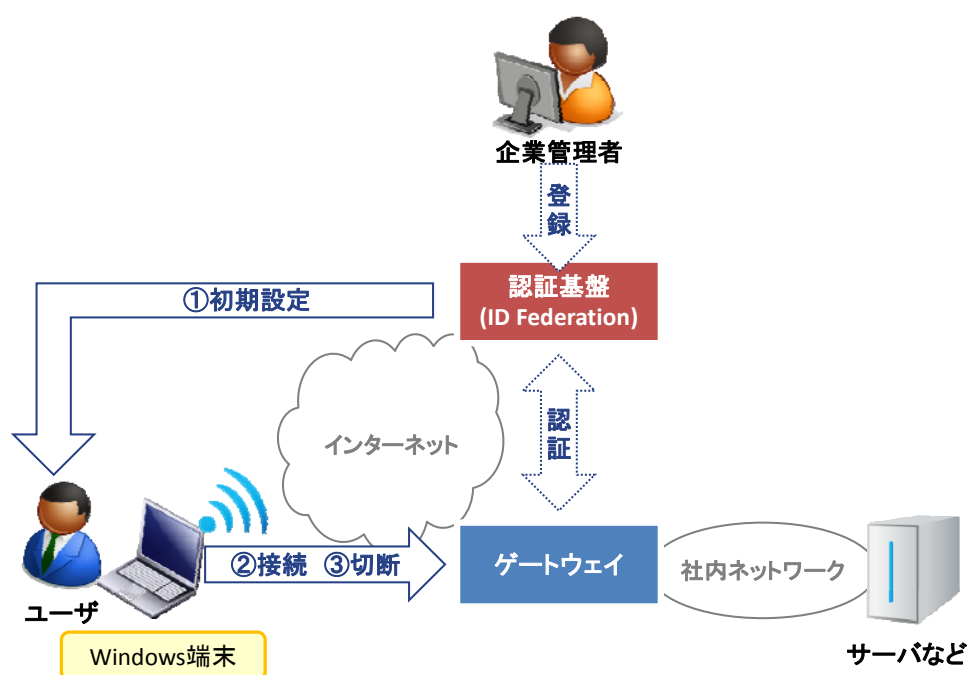 企業管理者
登
録
認証基盤
(ID Federation)
①初期設定
インターネット
認
証
②接続 ③切断
ゲートウェイ
社内ネットワーク
ユーザ
Windows端末
サーバなど